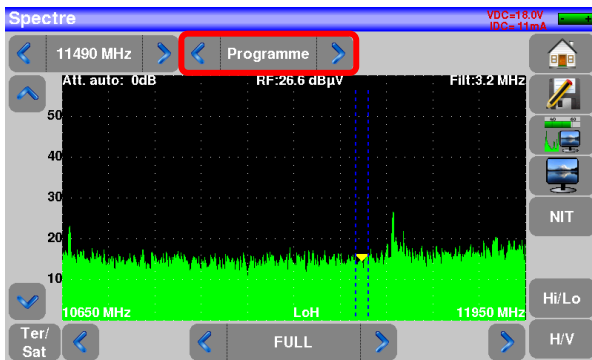 Spectre
VDC=18.0V
IDC= 11mA
11490 MHz
Programme
Att. auto: 0dB
RF:26.6 dBµV
Filt:3.2 MHz
50
40
30
20
10
10650 MHz
LoH
11950 MHz
NIT
Hi/Lo
Ter/
Sat
FULL
H/V